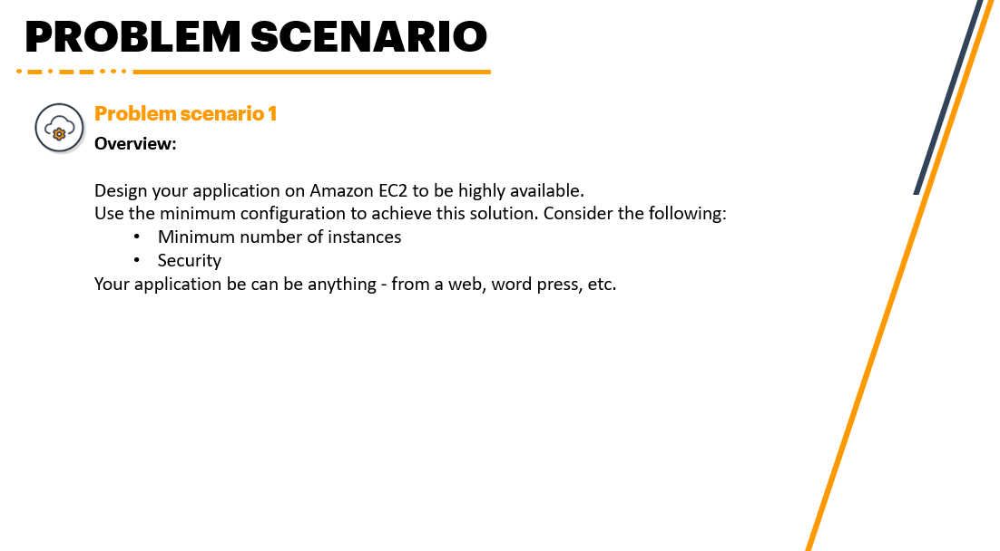 PROBLEM SCENARIO
Problem scenario 1
Overview:
Design your application on Amazon EC2 to be highly available.
Use the minimum configuration to achieve this solution. Consider the following:
• Minimum number of instances
• Security
Your application be can be anything - from a web, word press, etc.